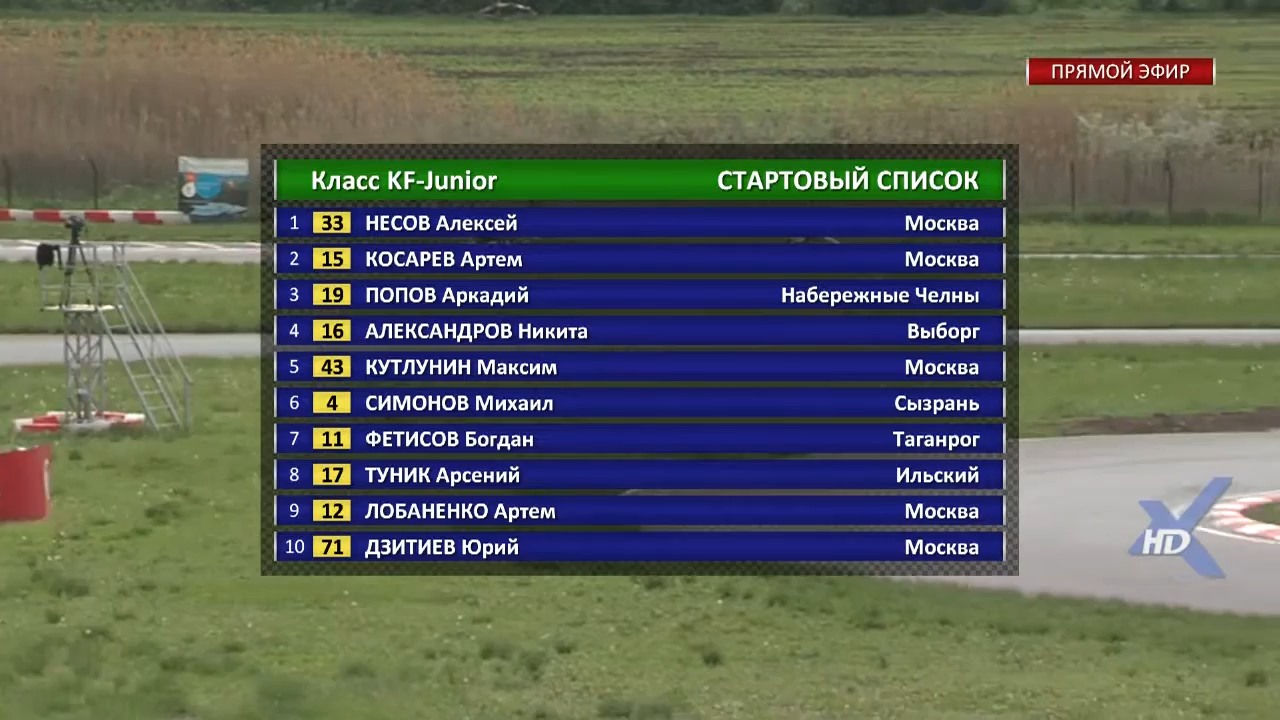 ПРЯМОЙ ЭФИР
Класс KF-Junior СТАРТОВЫЙ СПИСОК
1 33 НЕСОВ Алексей Москва
2 15 КОСАРЕВ Артем Москва
3 19 ПОПОВ Аркадий Набережные Челны
4 16 АЛЕКСАНДРОВ Никита Выборг
5 43 КУТЛУНИН Максим Москва
6 4 СИМОНОВ Михаил Сызрань
7 11 ФЕТИСОВ Богдан Таганрог
8 17 ТУНИК Арсений Ильский
9 12 ЛОБАНЕНКО Артем Москва
10 71 ДЗИТИЕВ Юрий Москва
X HD